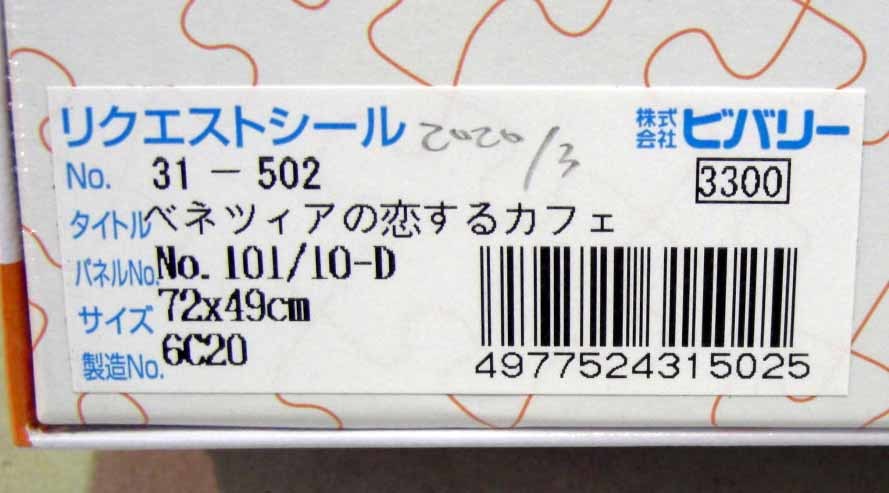 リクエストシール 2020/3 株式会社 ビバリー
No. 31-502 3300
タイトル ベネツィアの恋するカフェ
パネルNo. No.101/10-D
サイズ 72x49cm
製造No. 6C20
4977524315025